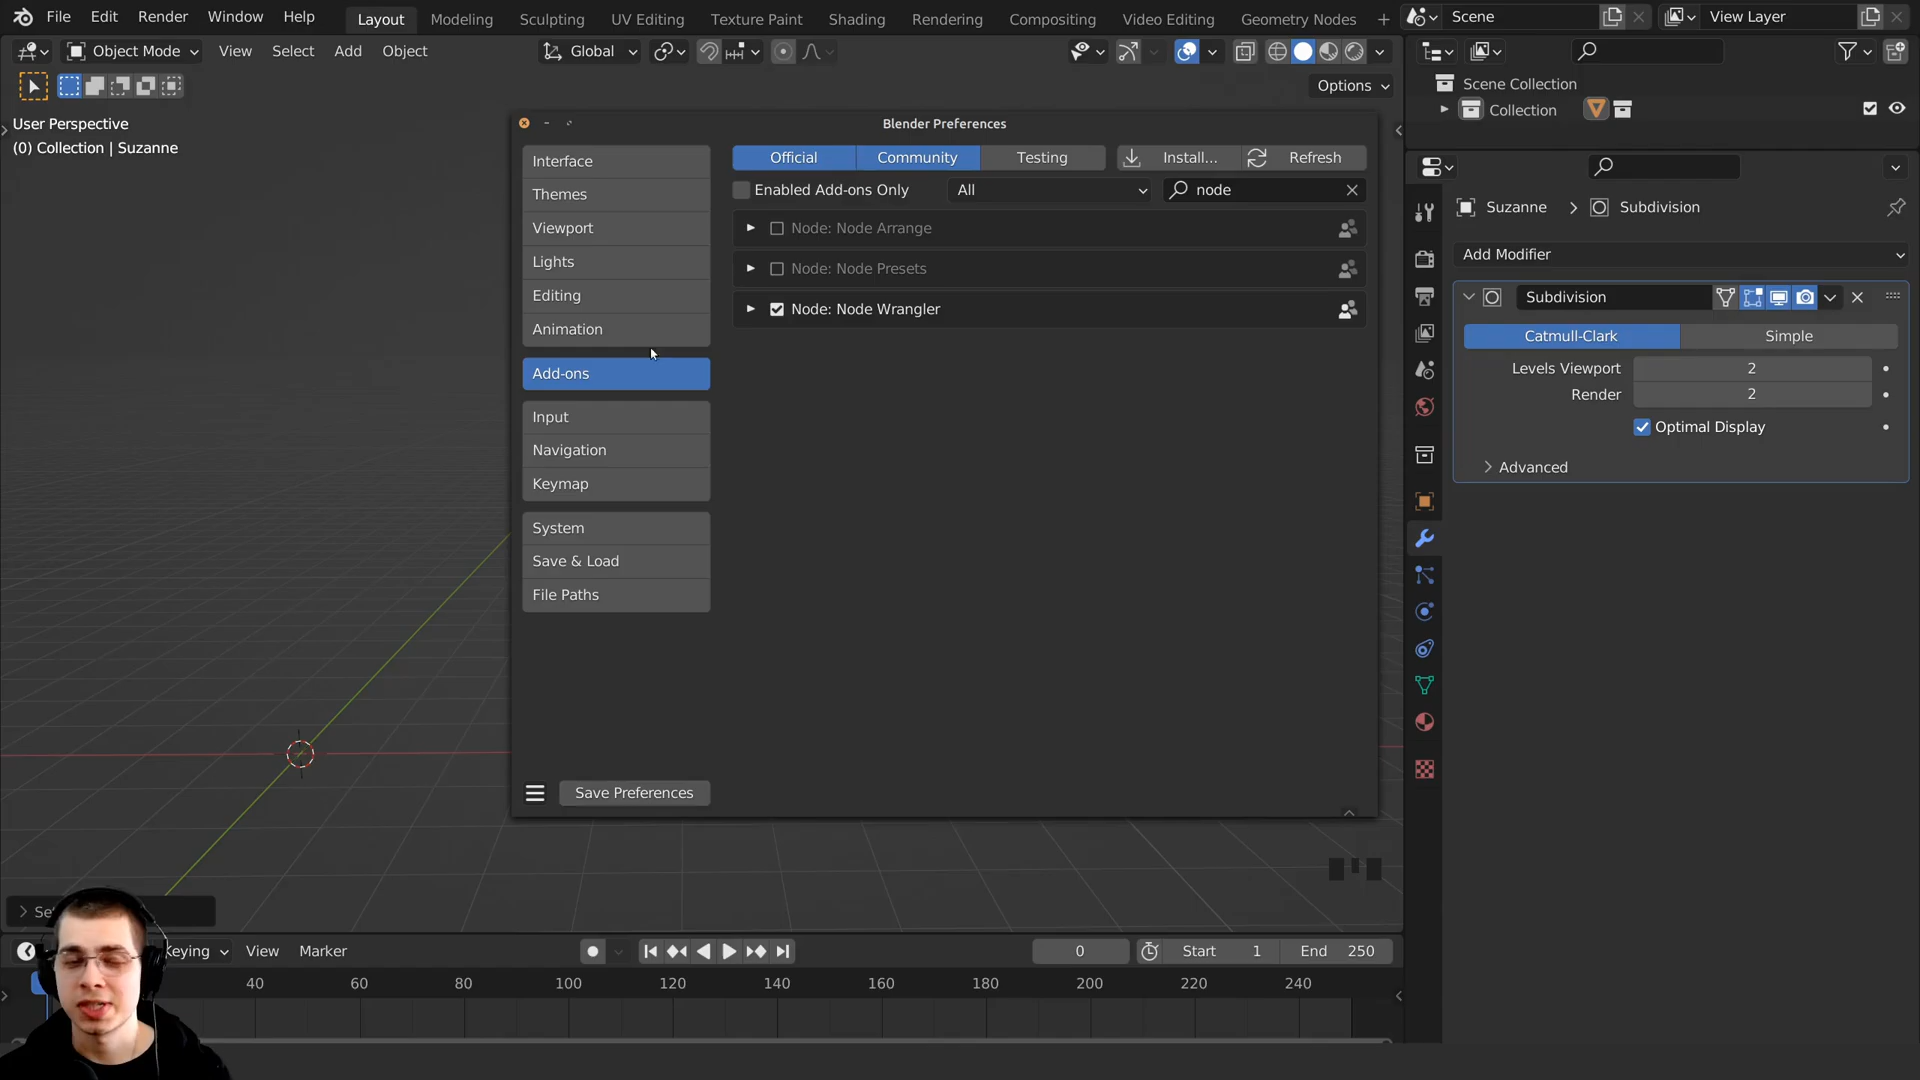 File Edit Render Window Help Layout Modeling Sculpting UV Editing Texture Paint Shading Rendering Compositing Video Editing Geometry Nodes + Scene View Layer
Object Mode View Select Add Object Global
Options
User Perspective
(0) Collection | Suzanne
Scene Collection
Collection
Blender Preferences
Interface
Themes
Viewport
Lights
Editing
Animation
Add-ons
Input
Navigation
Keymap
System
Save & Load
File Paths
Save Preferences
Official Community Testing Install... Refresh
Enabled Add-ons Only All node
Node: Node Arrange
Node: Node Presets
Node: Node Wrangler
Suzanne Subdivision
Add Modifier
Subdivision
Catmull-Clark Simple
Levels Viewport 2
Render 2
Optimal Display
Advanced
Keying View Marker 0 Start 1 End 250
40 60 80 100 120 140 160 180 200 220 240